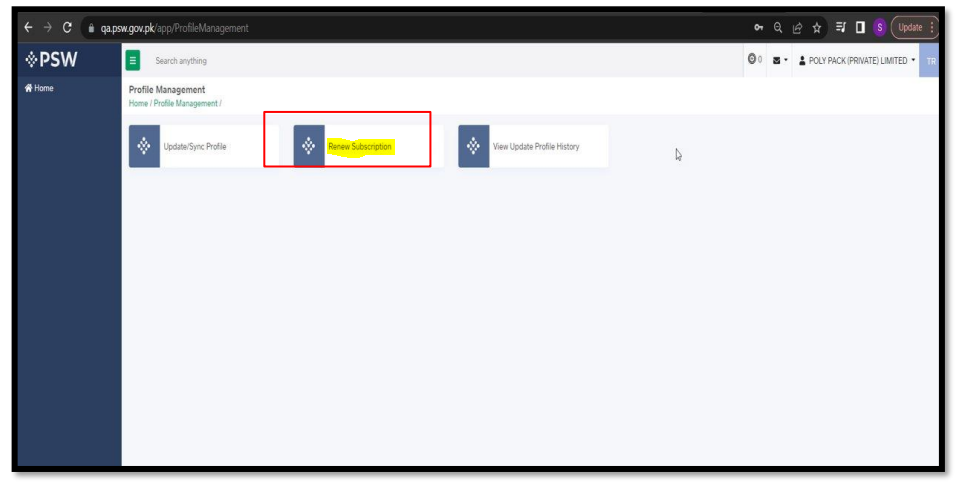 qa.psw.gov.pk/app/ProfileManagement
S
Update
PSW
Search anything
0
POLY PACK (PRIVATE) LIMITED
TR
Home
Profile Management
Home / Profile Management /
Update/Sync Profile
Renew Subscription
View Update Profile History